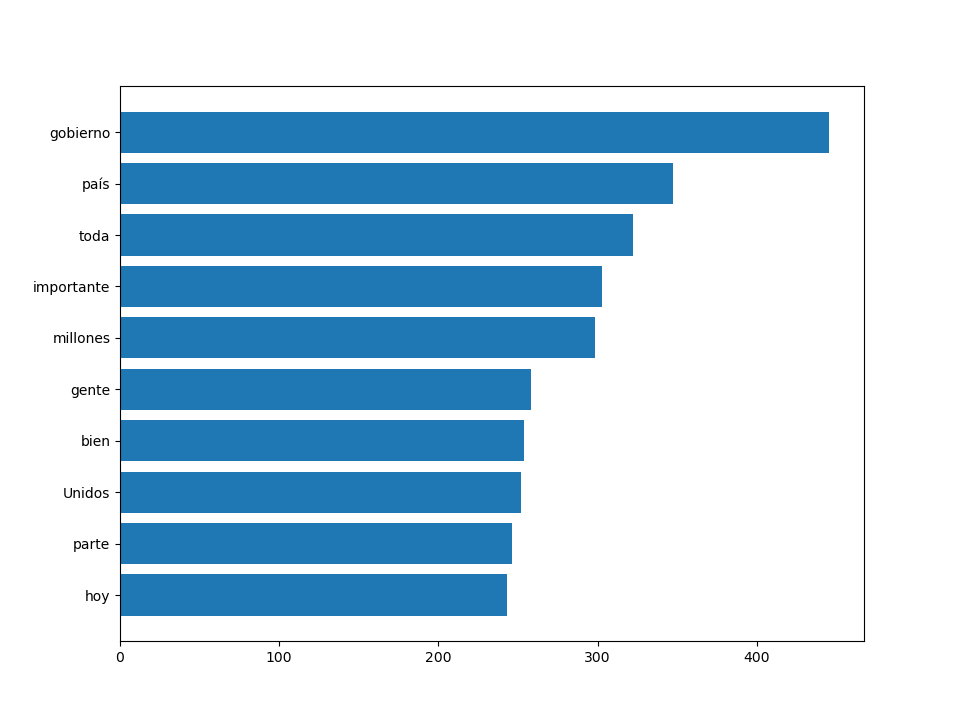 gobierno
país
toda
importante
millones
gente
bien
Unidos
parte
hoy
0 100 200 300 400